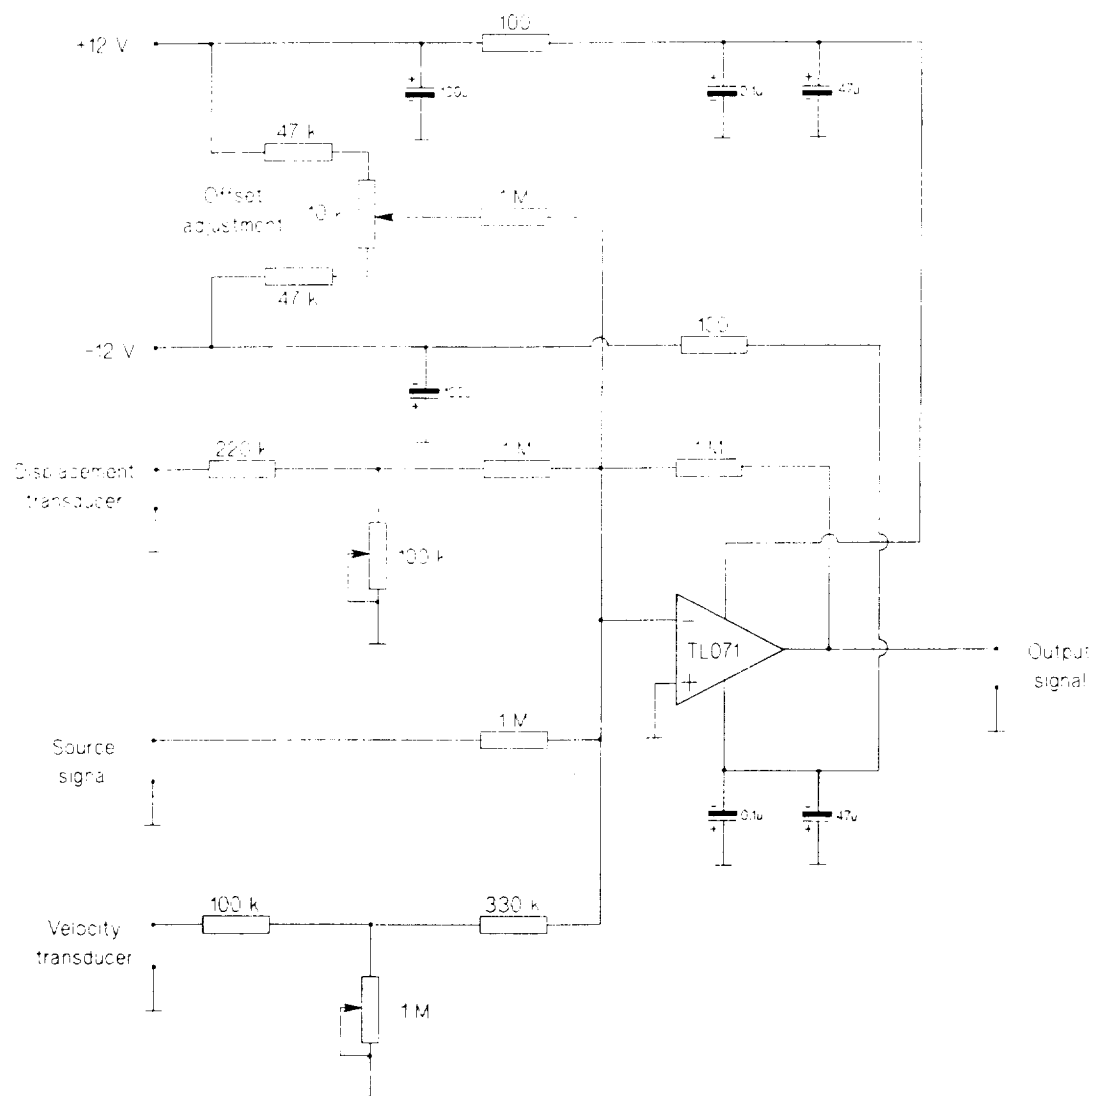 100
+12 V
100u
0.1u
47u
47 k
Offset
adjustment
10 k
1 M
47 k
-12 V
100
100u
220 k
1 M
1 M
Displacement
transducer
100 k
TL071
Output
signal
Source
signal
1 M
0.1u
47u
Velocity
transducer
100 k
330 k
1 M